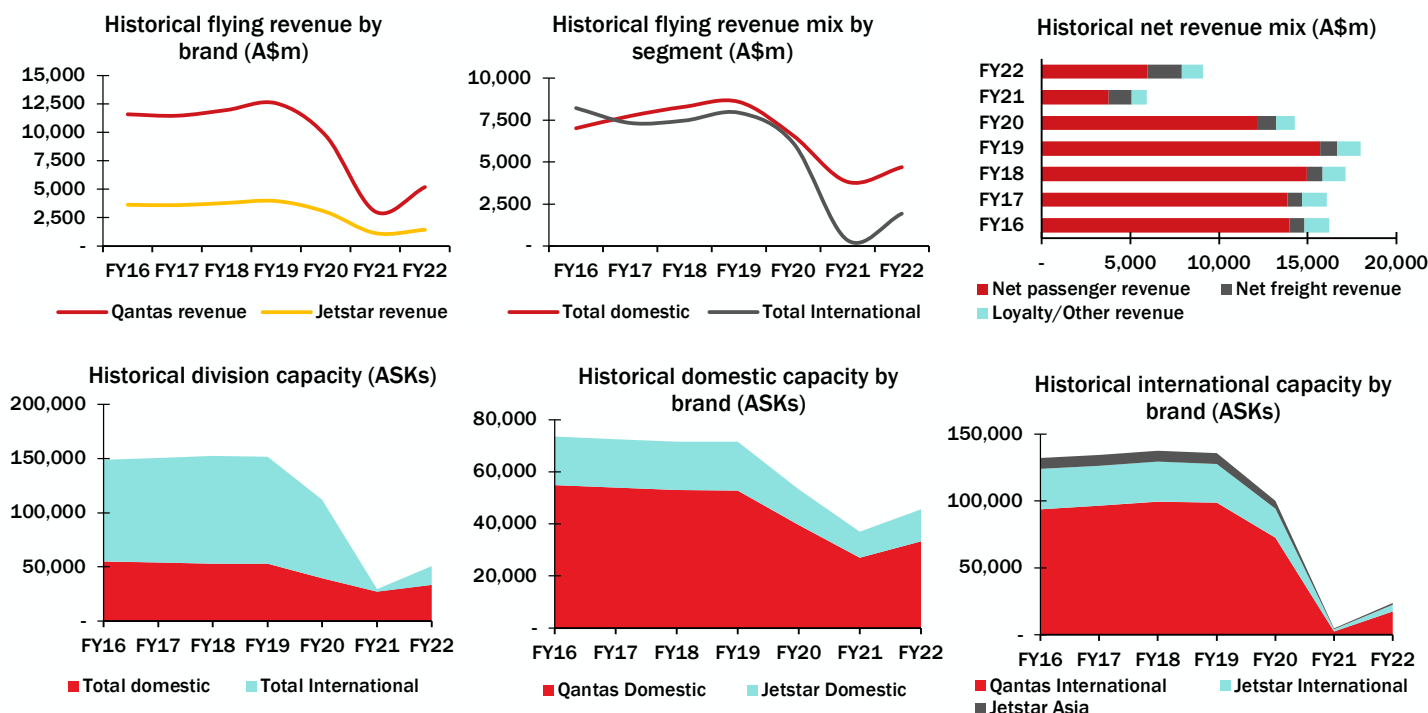 Historical flying revenue by
brand (A$m)
15,000
12,500
10,000
7,500
5,000
2,500
-
FY16 FY17 FY18 FY19 FY20 FY21 FY22
Qantas revenue Jetstar revenue
Historical flying revenue mix by
segment (A$m)
10,000
7,500
5,000
2,500
-
FY16 FY17 FY18 FY19 FY20 FY21 FY22
Total domestic Total International
Historical net revenue mix (A$m)
FY22
FY21
FY20
FY19
FY18
FY17
FY16
- 5,000 10,000 15,000 20,000
Net passenger revenue Net freight revenue
Loyalty/Other revenue
Historical division capacity (ASKs)
200,000
150,000
100,000
50,000
-
FY16 FY17 FY18 FY19 FY20 FY21 FY22
Total domestic Total International
Historical domestic capacity by
brand (ASKs)
80,000
60,000
40,000
20,000
-
FY16 FY17 FY18 FY19 FY20 FY21 FY22
Qantas Domestic Jetstar Domestic
Historical international capacity by
brand (ASKs)
150,000
100,000
50,000
-
FY16 FY17 FY18 FY19 FY20 FY21 FY22
Qantas International Jetstar International
Jetstar Asia